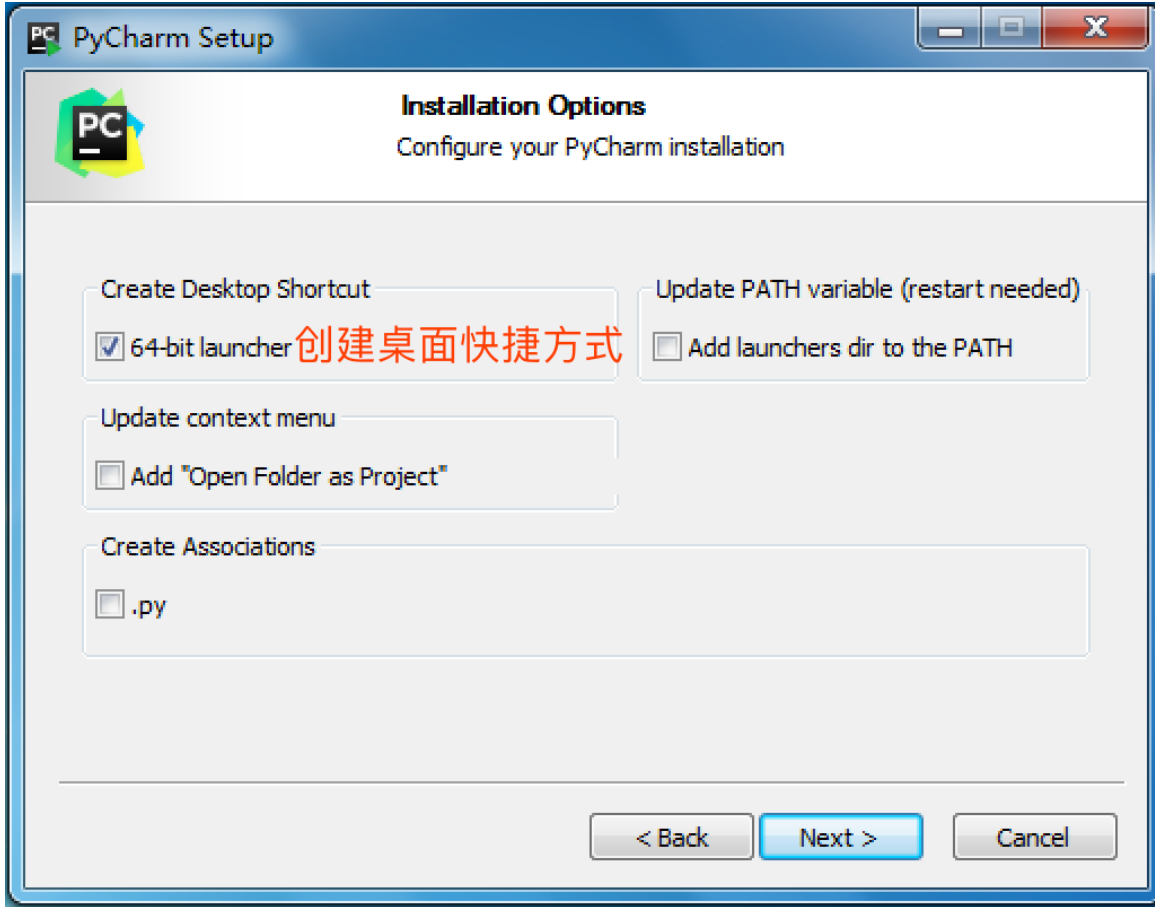 PyCharm Setup
PC
Installation Options
Configure your PyCharm installation
Create Desktop Shortcut
64-bit launcher 创建桌面快捷方式
Update PATH variable (restart needed)
Add launchers dir to the PATH
Update context menu
Add "Open Folder as Project"
Create Associations
.py
< Back
Next >
Cancel